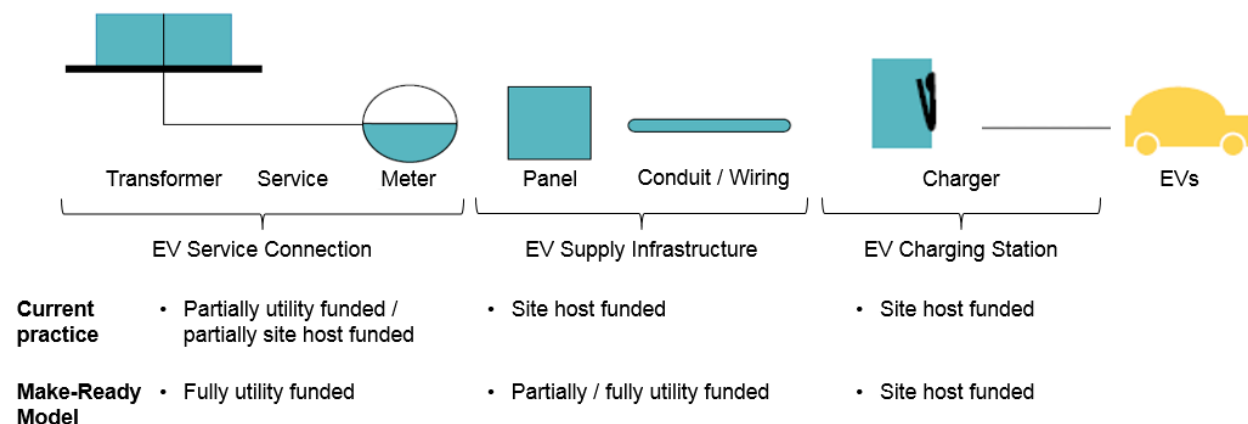 Transformer Service Meter Panel Conduit / Wiring Charger EVs
EV Service Connection EV Supply Infrastructure EV Charging Station
Current practice
• Partially utility funded /
partially site host funded
• Site host funded
• Site host funded
Make-Ready Model
• Fully utility funded
• Partially / fully utility funded
• Site host funded